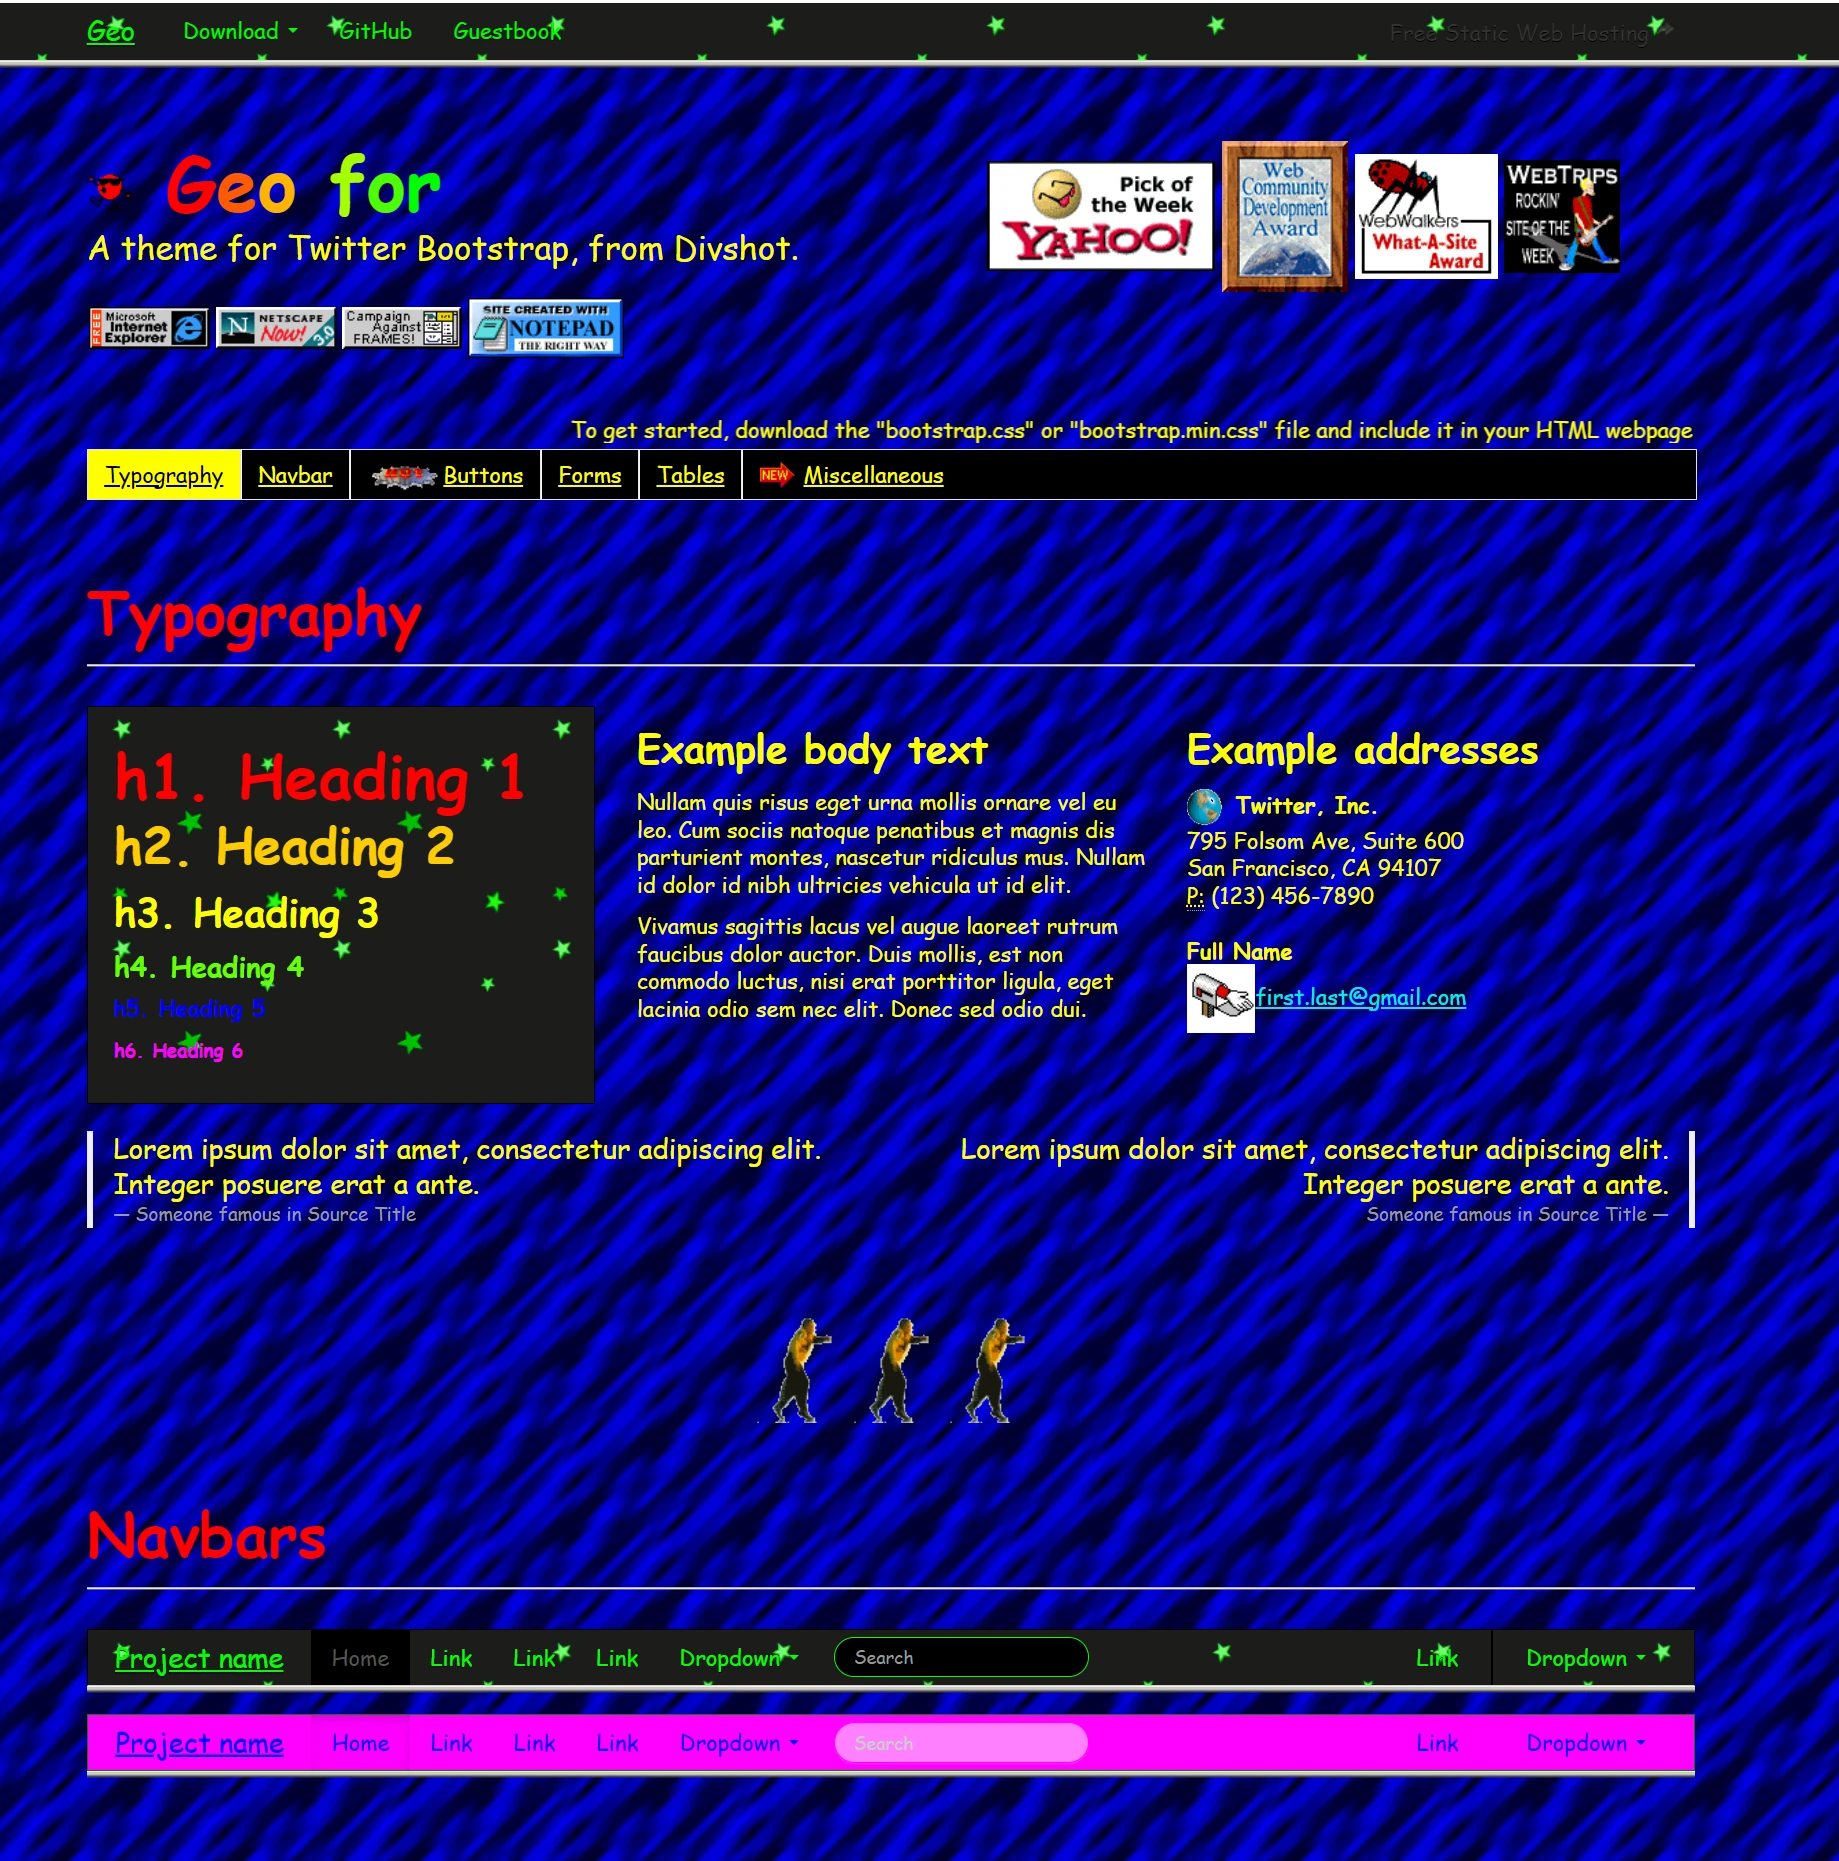 Geo Download GitHub Guestbook Free Static Web Hosting
Geo for
A theme for Twitter Bootstrap, from Divshot.
Pick of
the Week
YAHOO!
Web
Community
Development
Award
WebWalkers
What-A-Site
Award
WEBTRIPS
ROCKIN'
SITE OF THE
WEEK
FREE
Microsoft
Internet
Explorer
N NETSCAPE
Now! 3.0
Campaign
Against
FRAMES!
SITE CREATED WITH
NOTEPAD
THE RIGHT WAY
To get started, download the "bootstrap.css" or "bootstrap.min.css" file and include it in your HTML webpage
Typography Navbar Buttons Forms Tables NEW Miscellaneous
Typography
h1. Heading 1
h2. Heading 2
h3. Heading 3
h4. Heading 4
h5. Heading 5
h6. Heading 6
Example body text
Nullam quis risus eget urna mollis ornare vel eu
leo. Cum sociis natoque penatibus et magnis dis
parturient montes, nascetur ridiculus mus. Nullam
id dolor id nibh ultricies vehicula ut id elit.
Vivamus sagittis lacus vel augue laoreet rutrum
faucibus dolor auctor. Duis mollis, est non
commodo luctus, nisi erat porttitor ligula, eget
lacinia odio sem nec elit. Donec sed odio dui.
Example addresses
Twitter, Inc.
795 Folsom Ave, Suite 600
San Francisco, CA 94107
P: (123) 456-7890
Full Name
first.last@gmail.com
Lorem ipsum dolor sit amet, consectetur adipiscing elit.
Integer posuere erat a ante.
— Someone famous in Source Title
Lorem ipsum dolor sit amet, consectetur adipiscing elit.
Integer posuere erat a ante.
Someone famous in Source Title —
Navbars
Project name Home Link Link Link Dropdown Search Link Dropdown
Project name Home Link Link Link Dropdown Search Link Dropdown